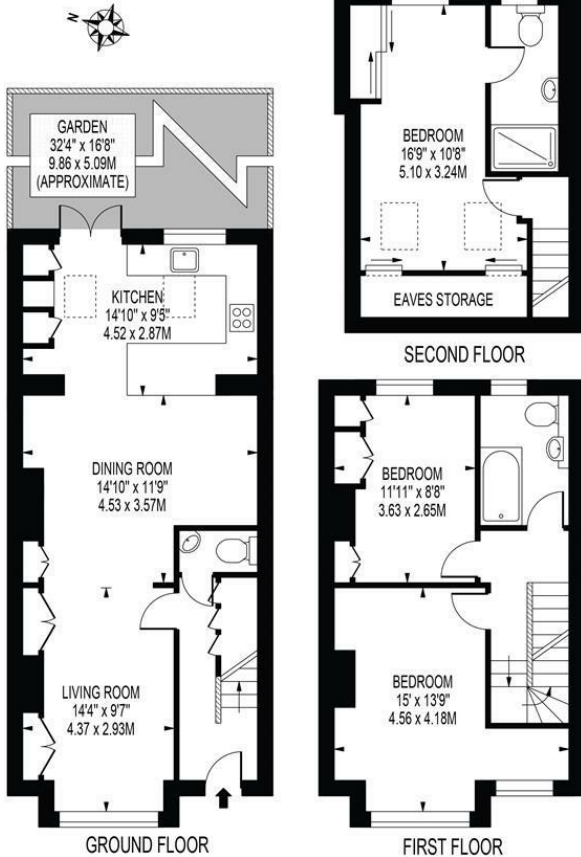 N
GARDEN
32'4" x 16'8"
9.86 x 5.09M
(APPROXIMATE)
KITCHEN
14'10" x 9'5"
4.52 x 2.87M
DINING ROOM
14'10" x 11'9"
4.53 x 3.57M
LIVING ROOM
14'4" x 9'7"
4.37 x 2.93M
GROUND FLOOR
BEDROOM
16'9" x 10'8"
5.10 x 3.24M
EAVES STORAGE
SECOND FLOOR
BEDROOM
11'11" x 8'8"
3.63 x 2.65M
BEDROOM
15' x 13'9"
4.56 x 4.18M
FIRST FLOOR